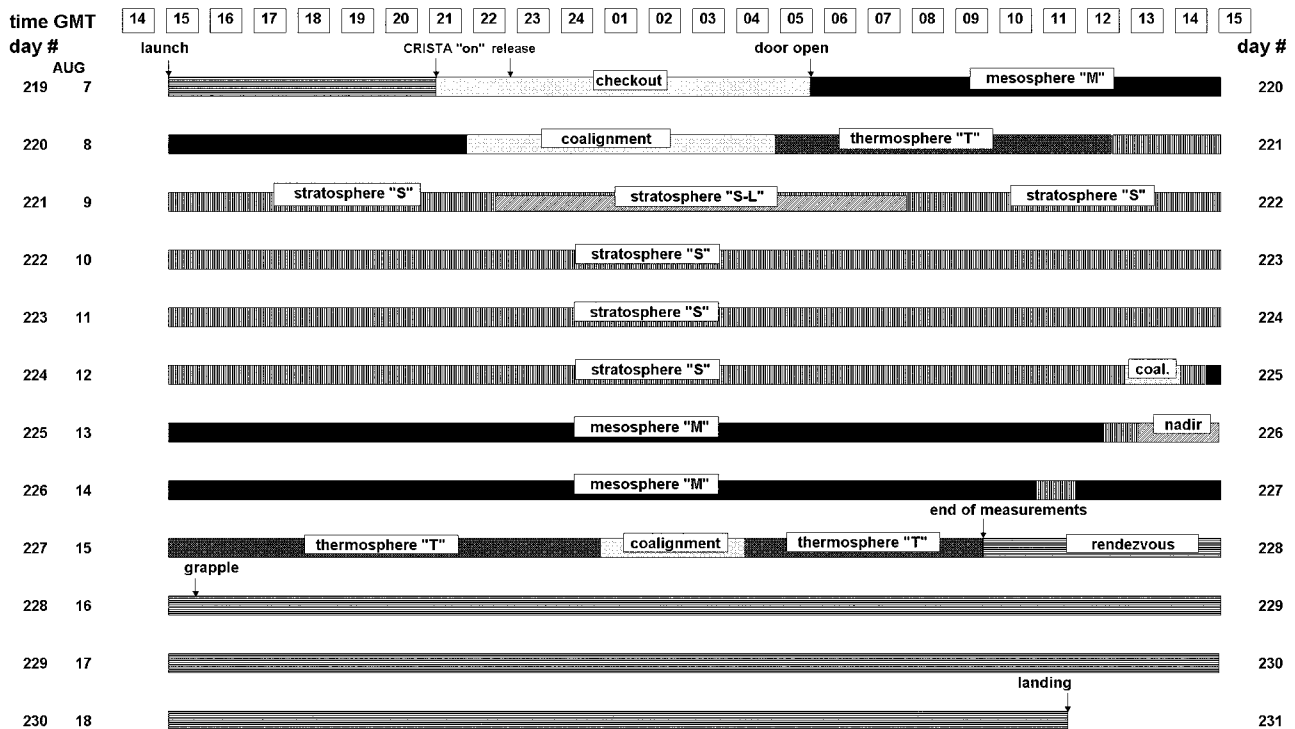 time GMT 14 15 16 17 18 19 20 21 22 23 24 01 02 03 04 05 06 07 08 09 10 11 12 13 14 15
day # launch CRISTA "on" release door open day #
AUG
219 7 checkout mesosphere "M" 220
220 8 coalignment thermosphere "T" 221
221 9 stratosphere "S" stratosphere "S-L" stratosphere "S" 222
222 10 stratosphere "S" 223
223 11 stratosphere "S" 224
224 12 stratosphere "S" coal. 225
225 13 mesosphere "M" nadir 226
226 14 mesosphere "M" 227
end of measurements
227 15 thermosphere "T" coalignment thermosphere "T" rendezvous 228
grapple
228 16 229
229 17 230
landing
230 18 231